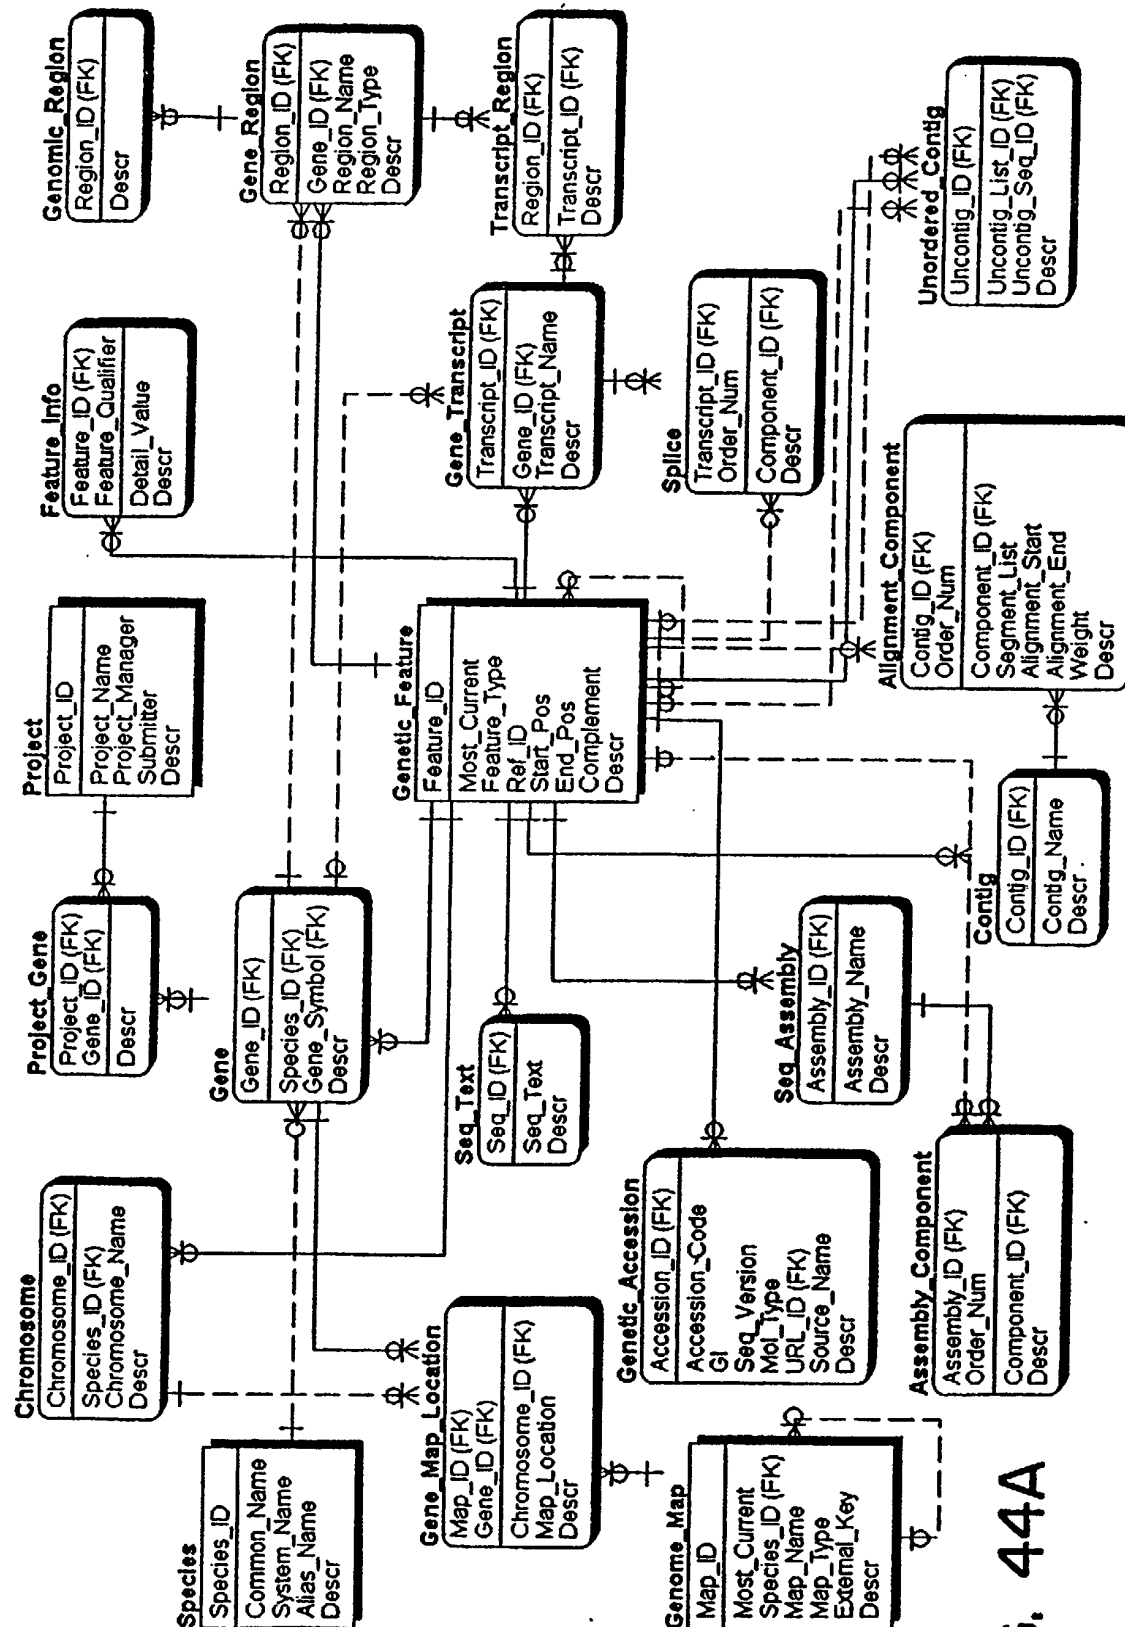 Species
Species_ID
Common_Name
System_Name
Alias_Name
Descr
Chromosome
Chromosome_ID (FK)
Species_ID (FK)
Chromosome_Name
Descr
Project_Gene
Project_ID (FK)
Gene_ID (FK)
Descr
Project
Project_ID
Project_Name
Project_Manager
Submitter
Descr
Feature_Info
Feature_ID (FK)
Feature_Qualifier
Detail_Value
Descr
Genomic_Region
Region_ID (FK)
Descr
Gene
Gene_ID (FK)
Species_ID (FK)
Gene_Symbol (FK)
Descr
Gene_Region
Region_ID (FK)
Gene_ID (FK)
Region_Name
Region_Type
Descr
Gene_Map_Location
Map_ID (FK)
Gene_ID (FK)
Chromosome_ID (FK)
Map_Location
Descr
Seq_Text
Seq_ID (FK)
Seq_Text
Descr
Genetic_Feature
Feature_ID
Most_Current
Feature_Type
Ref_ID
Start_Pos
End_Pos
Complement
Descr
Gene_Transcript
Transcript_ID (FK)
Gene_ID (FK)
Transcript_Name
Descr
Transcript_Region
Region_ID (FK)
Transcript_ID (FK)
Descr
Genome_Map
Map_ID
Most_Current
Species_ID (FK)
Map_Name
Map_Type
External_Key
Descr
Genetic_Accession
Accession_ID (FK)
Accession_Code
GI
Seq_Version
Mol_Type
URL_ID (FK)
Source_Name
Descr
Seq_Assembly
Assembly_ID (FK)
Assembly_Name
Descr
Splice
Transcript_ID (FK)
Order_Num
Component_ID (FK)
Descr
Assembly_Component
Assembly_ID (FK)
Order_Num
Component_ID (FK)
Descr
Contig
Contig_ID (FK)
Contig_Name
Descr
Alignment_Component
Contig_ID (FK)
Order_Num
Component_ID (FK)
Segment_List
Alignment_Start
Alignment_End
Weight
Descr
Unordered_Contig
Uncontig_ID (FK)
Uncontig_List_ID (FK)
Uncontig_Seq_ID (FK)
Descr
44A